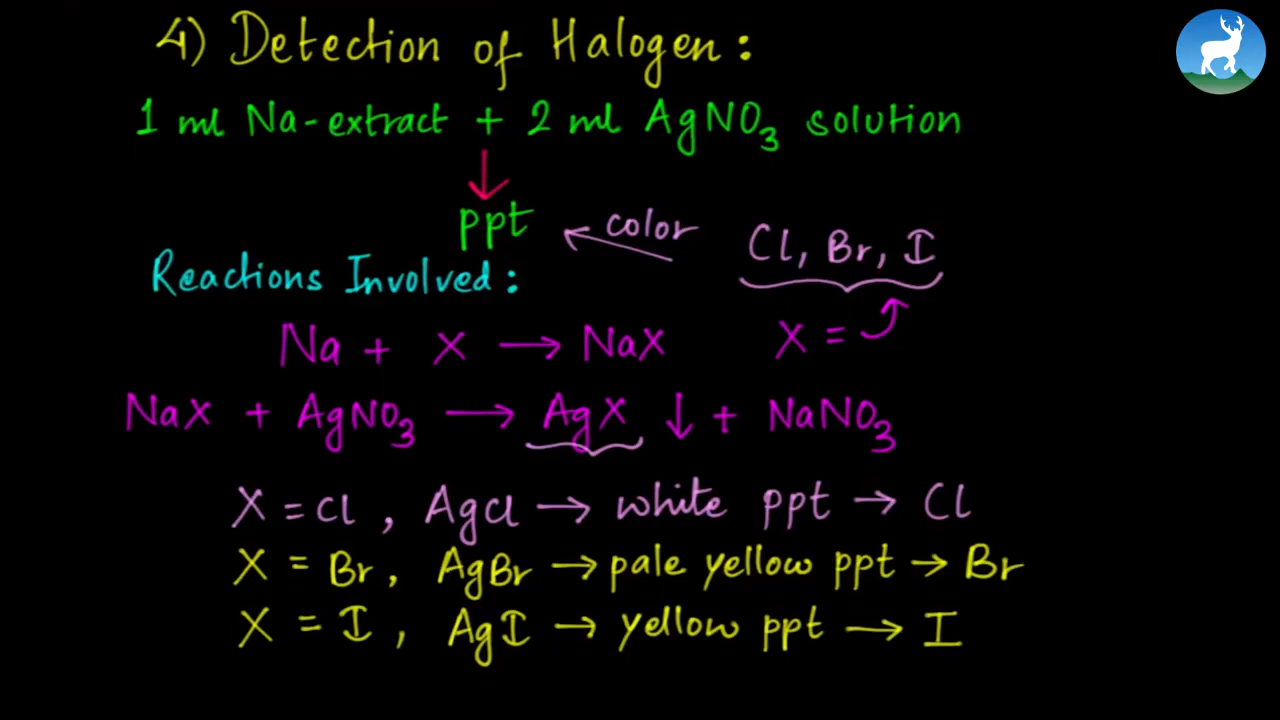 4) Detection of Halogen :
1 ml Na-extract + 2 ml AgNO₃ solution
ppt ← color Cl, Br, I
Reactions Involved :
Na + X → NaX X =
NaX + AgNO₃ → AgX ↓ + NaNO₃
X = Cl , AgCl → white ppt → Cl
X = Br , AgBr → pale yellow ppt → Br
X = I , AgI → yellow ppt → I